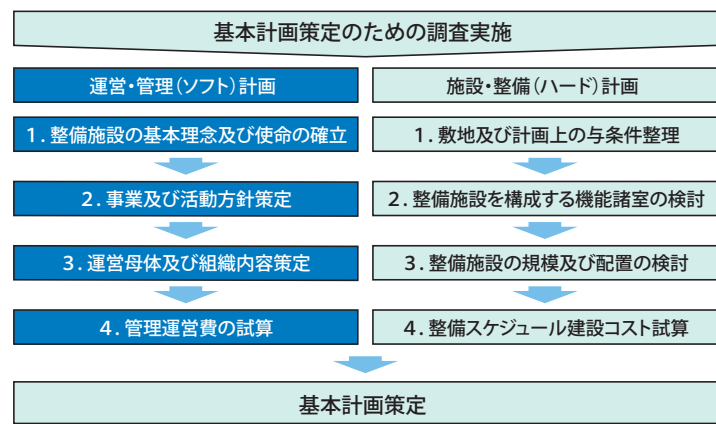 基本計画策定のための調査実施
運営・管理(ソフト)計画
施設・整備(ハード)計画
1.整備施設の基本理念及び使命の確立
1.敷地及び計画上の与条件整理
2.事業及び活動方針策定
2.整備施設を構成する機能諸室の検討
3.運営母体及び組織内容策定
3.整備施設の規模及び配置の検討
4.管理運営費の試算
4.整備スケジュール建設コスト試算
基本計画策定